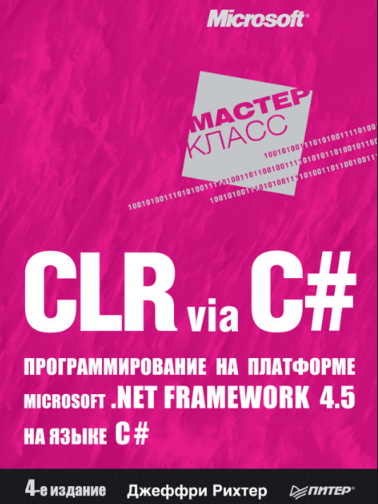 Microsoft®
МАСТЕР
КЛАСС
CLR via C#
ПРОГРАММИРОВАНИЕ НА ПЛАТФОРМЕ
MICROSOFT .NET FRAMEWORK 4.5
НА ЯЗЫКЕ C#
4-е издание Джеффри Рихтер ПИТЕР®